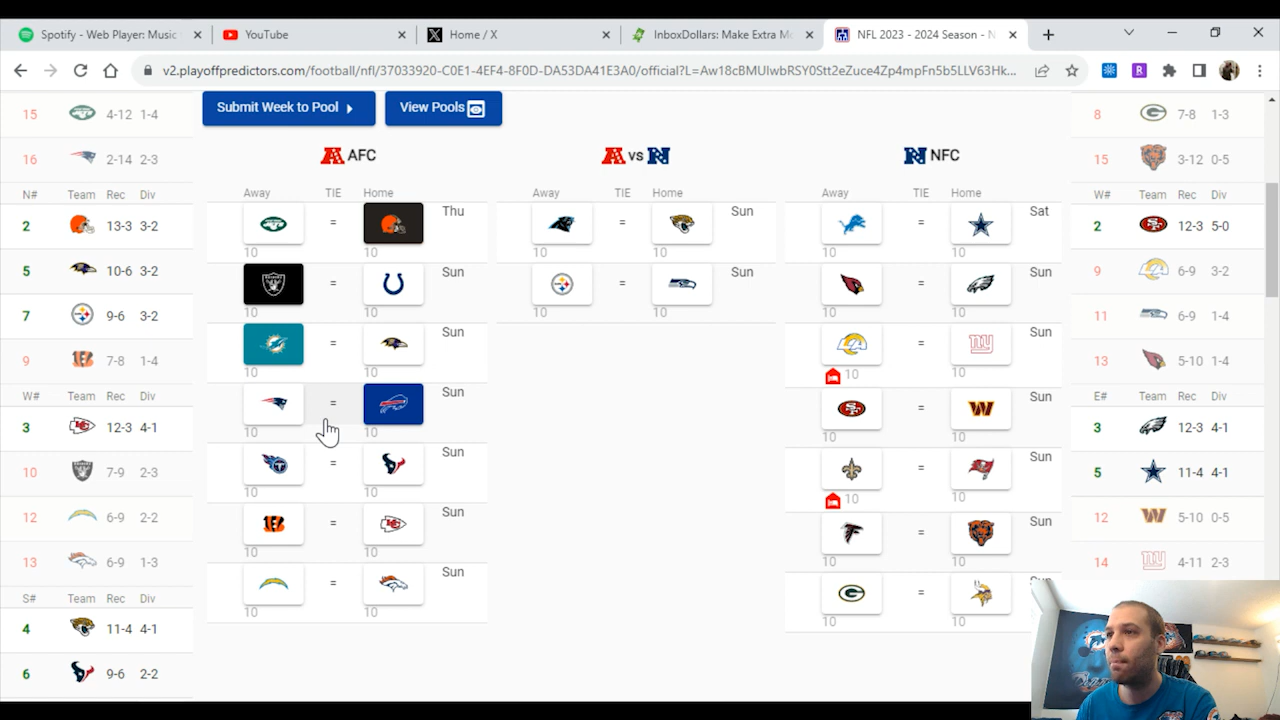 Spotify - Web Player: Music
YouTube
Home / X
InboxDollars: Make Extra Mo
NFL 2023 - 2024 Season - N
v2.playoffpredictors.com/football/nfl/37033920-C0E1-4EF4-8F0D-DA53DA41E3A0/official?L=Aw18cBMUlwbRSY0Stt2eZuce4Zp4mpFn5b5LLV63Hk...
Submit Week to Pool
View Pools
15 4-12 1-4
16 2-14 2-3
N# Team Rec Div
2 13-3 3-2
5 10-6 3-2
7 9-6 3-2
9 7-8 1-4
W# Team Rec Div
3 12-3 4-1
10 7-9 2-3
12 6-9 2-2
13 6-9 1-3
S# Team Rec Div
4 11-4 4-1
6 9-6 2-2
AFC
Away TIE Home
= Thu
10 10
= Sun
10 10
= Sun
10 10
= Sun
10 10
= Sun
10 10
= Sun
10 10
= Sun
10 10
A vs N
Away TIE Home
= Sun
10 10
= Sun
10 10
NFC
Away TIE Home
= Sat
10 10
= Sun
10 10
= Sun
10 10
= Sun
10 10
= Sun
10 10
= Sun
10 10
=
10 10
8 7-8 1-3
15 3-12 0-5
W# Team Rec Div
2 12-3 5-0
9 6-9 3-2
11 6-9 1-4
13 5-10 1-4
E# Team Rec Div
3 12-3 4-1
5 11-4 4-1
12 5-10 0-5
14 4-11 2-3